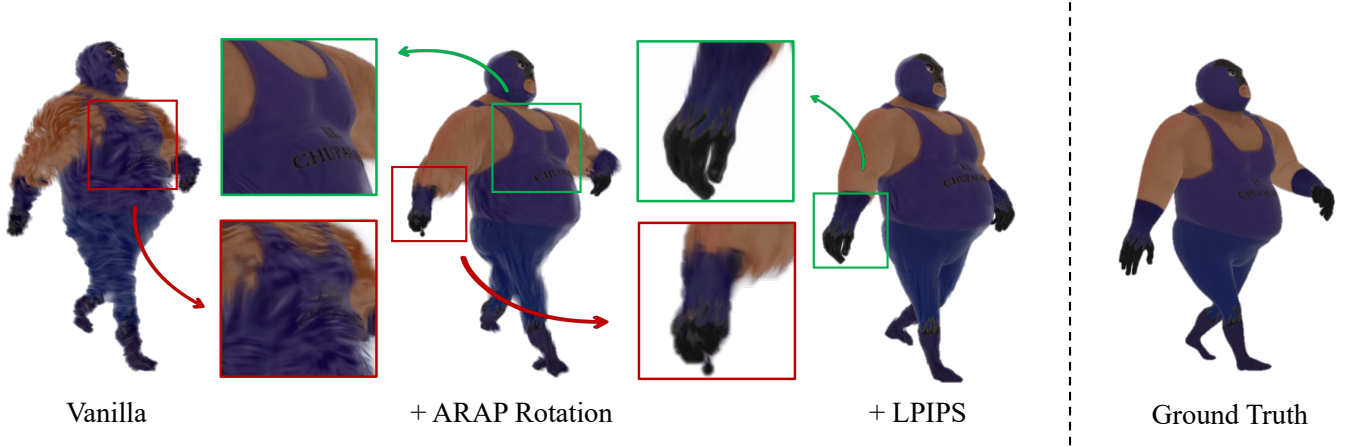 CHUPA
Vanilla
+ ARAP Rotation
+ LPIPS
Ground Truth